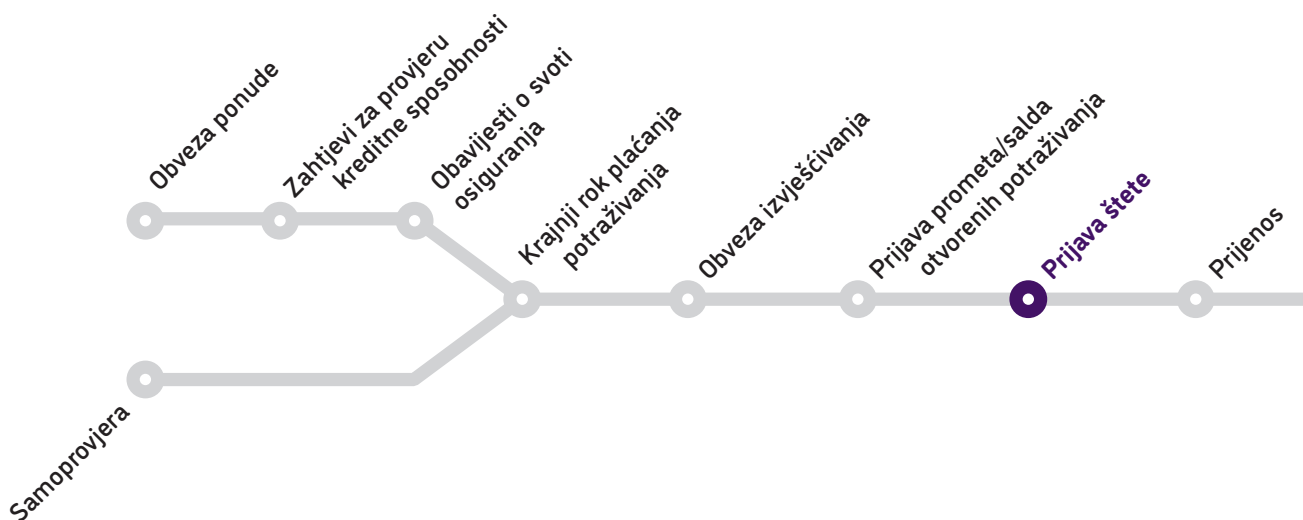 Obveza ponude
Zahtjevi za provjeru
kreditne sposobnosti
Obavijesti o svoti
osiguranja
Krajnji rok plaćanja
potraživanja
Obveza izvješćivanja
Prijava prometa/salda
otvorenih potraživanja
Prijava štete
Prijenos
Samoprovjera